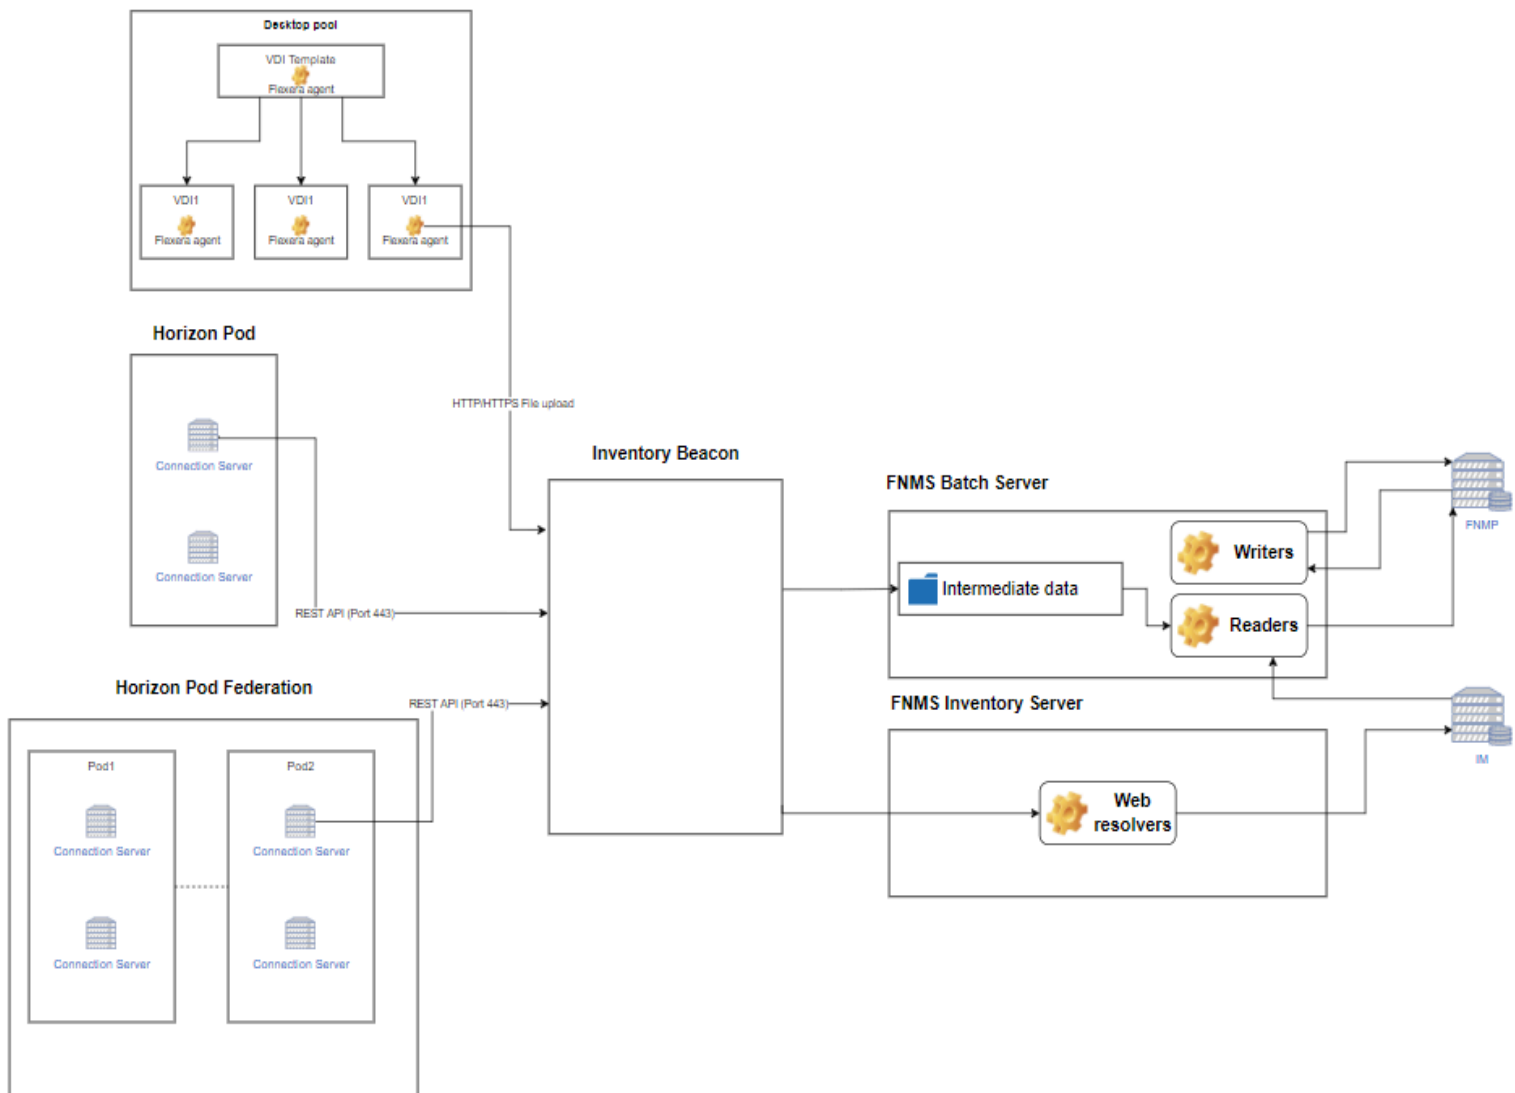 Desktop pool
VDI Template
Flexera agent
VDI1
Flexera agent
VDI1
Flexera agent
VDI1
Flexera agent
Horizon Pod
Connection Server
Connection Server
HTTP/HTTPS File upload
REST API (Port 443)
Horizon Pod Federation
Pod1
Connection Server
Connection Server
Pod2
Connection Server
Connection Server
REST API (Port 443)
Inventory Beacon
FNMS Batch Server
Intermediate data
Writers
Readers
FNMP
FNMS Inventory Server
Web
resolvers
IM